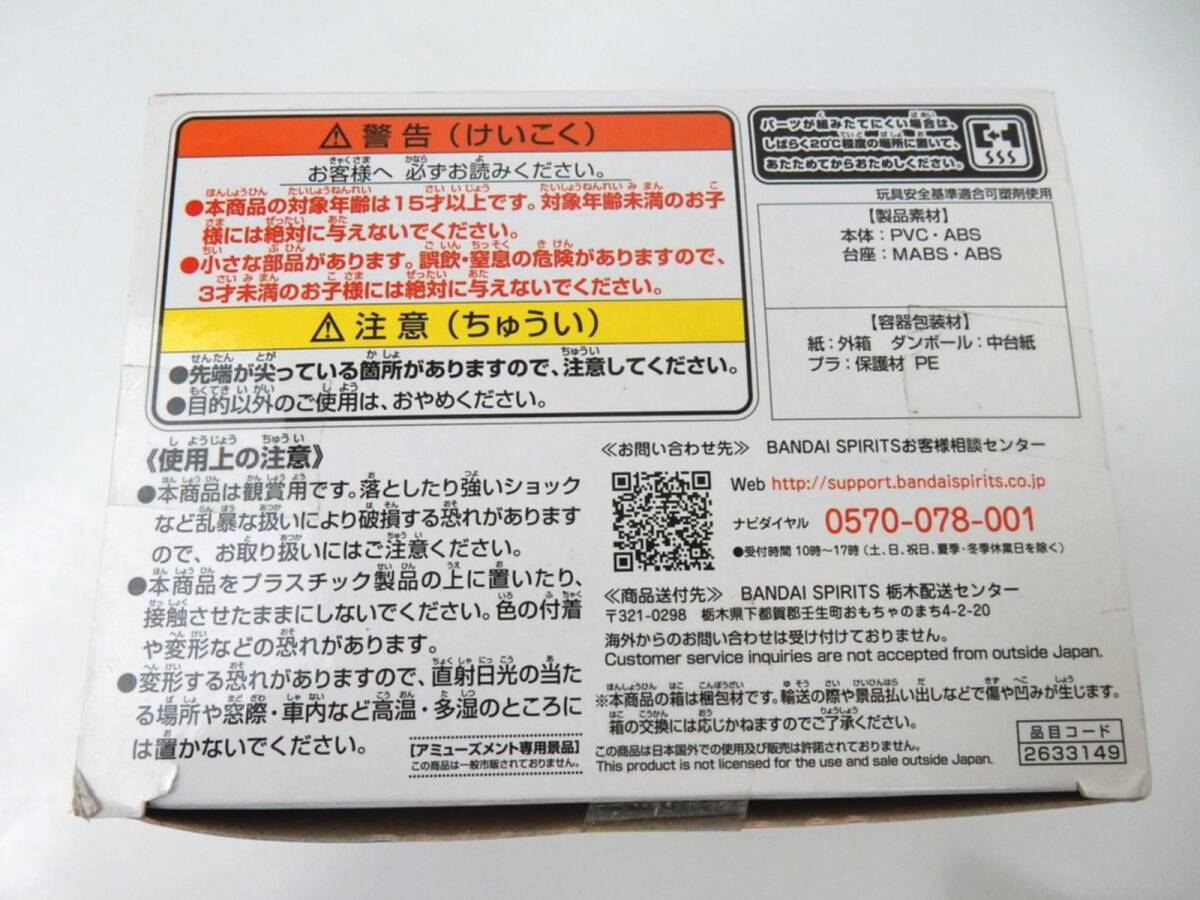 ⚠警告（けいこく）
お客様へ 必ずお読みください。
●本商品の対象年齢は15才以上です。対象年齢未満のお子
様には絶対に与えないでください。
●小さな部品があります。誤飲・窒息の危険がありますので、
3才未満のお子様には絶対に与えないでください。
⚠注意（ちゅうい）
●先端が尖っている箇所がありますので、注意してください。
●目的以外のご使用は、おやめください。
パーツが組みたてにくい場合は、
しばらく20℃程度の場所に置いて、
あたためてからおためしください。
玩具安全基準適合可塑剤使用
【製品素材】
本体：PVC・ABS
台座：MABS・ABS
【容器包装材】
紙：外箱 ダンボール：中台紙
プラ：保護材 PE
《使用上の注意》
●本商品は観賞用です。落としたり強いショック
など乱暴な扱いにより破損する恐れがあります
ので、お取り扱いにはご注意ください。
●本商品をプラスチック製品の上に置いたり、
接触させたままにしないでください。色の付着
や変形などの恐れがあります。
●変形する恐れがありますので、直射日光の当た
る場所や窓際・車内など高温・多湿のところに
は置かないでください。
【アミューズメント専用景品】
この商品は一般市販されておりません。
≪お問い合わせ先≫ BANDAI SPIRITSお客様相談センター
Web http://support.bandaispirits.co.jp
ナビダイヤル 0570-078-001
●受付時間 10時～17時（土、日、祝日、夏季・冬季休業日を除く）
≪商品送付先≫ BANDAI SPIRITS 栃木配送センター
〒321-0298 栃木県下都賀郡壬生町おもちゃのまち4-2-20
海外からのお問い合わせは受け付けておりません。
Customer service inquiries are not accepted from outside Japan.
※本商品の箱は梱包材です。輸送の際や景品払い出しなどで傷や凹みが生じます。
箱の交換には応じかねますのでご了承ください。
この商品は日本国外での使用及び販売は許諾されておりません。
This product is not licensed for the use and sale outside Japan.
品目コード
2633149